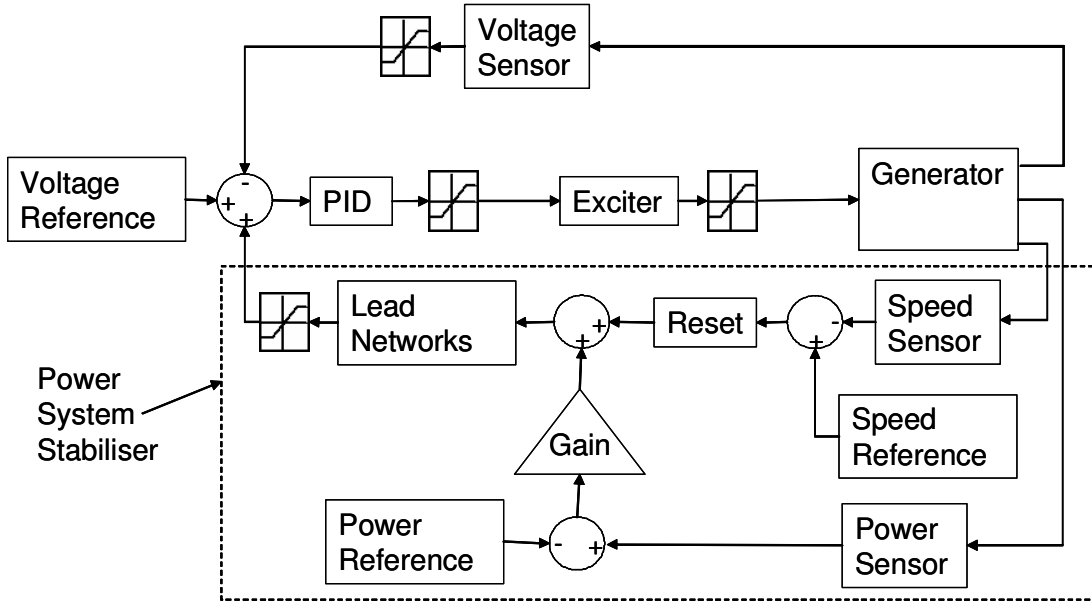 Voltage
Sensor
Voltage
Reference
-
+
+
PID
Exciter
Generator
Lead
Networks
+
+
Reset
-
+
Speed
Sensor
Power
System
Stabiliser
Gain
Speed
Reference
Power
Reference
-
+
Power
Sensor